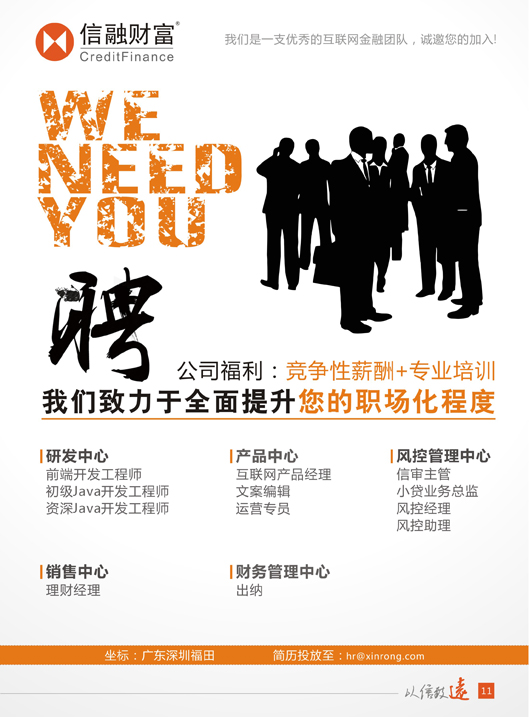 信融财富®
CreditFinance
我们是一支优秀的互联网金融团队，诚邀您的加入!
WE
NEED
YOU
聘
公司福利：竞争性薪酬+专业培训
我们致力于全面提升您的职场化程度
研发中心
前端开发工程师
初级Java开发工程师
资深Java开发工程师
产品中心
互联网产品经理
文案编辑
运营专员
风控管理中心
信审主管
小贷业务总监
风控经理
风控助理
销售中心
理财经理
财务管理中心
出纳
坐标：广东深圳福田 简历投放至：hr@xinrong.com
以信致遠 11